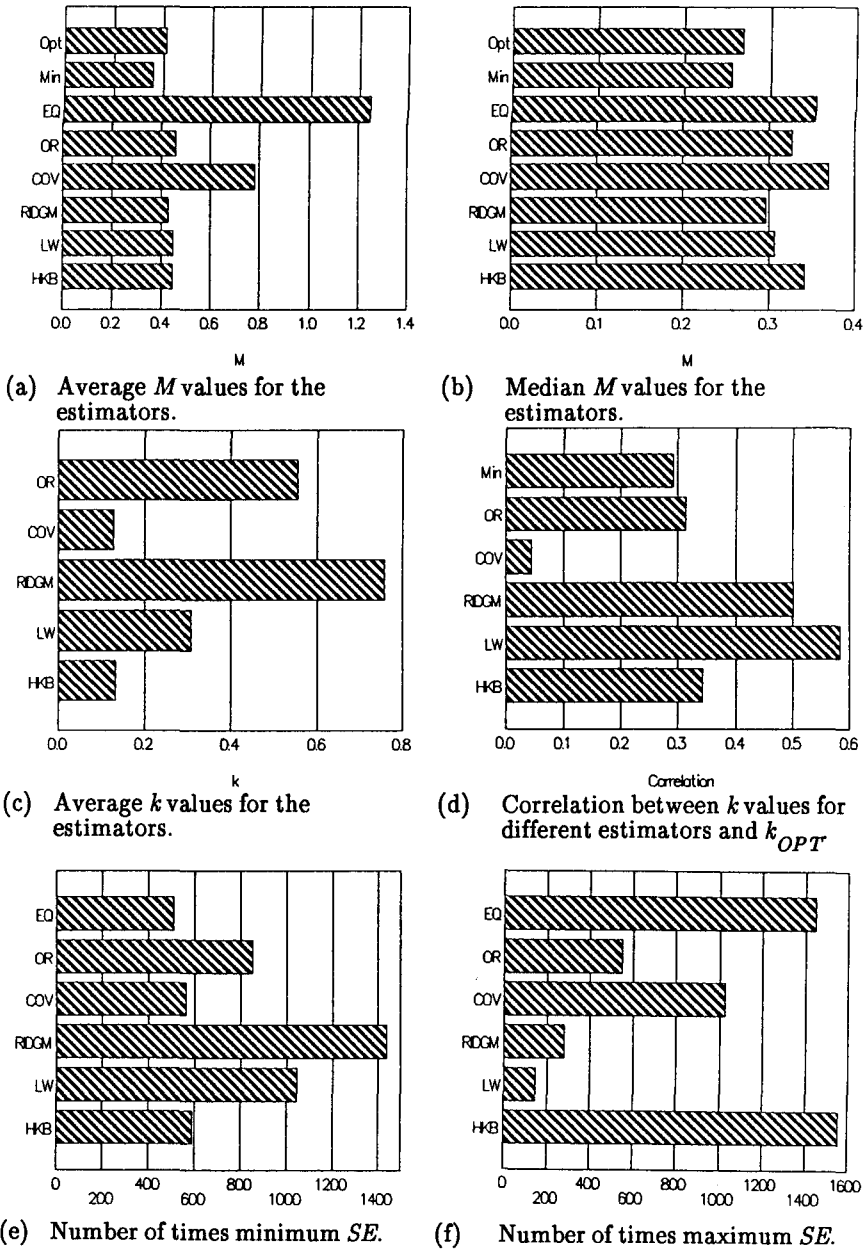 Opt
Min
EQ
OR
COV
RIDGM
LW
HKB
0.0 0.2 0.4 0.6 0.8 1.0 1.2 1.4
M
(a) Average M values for the
estimators.
Opt
Min
EQ
OR
COV
RIDGM
LW
HKB
0.0 0.1 0.2 0.3 0.4
M
(b) Median M values for the
estimators.
OR
COV
RIDGM
LW
HKB
0.0 0.2 0.4 0.6 0.8
k
(c) Average k values for the
estimators.
Min
OR
COV
RIDGM
LW
HKB
0.0 0.1 0.2 0.3 0.4 0.5 0.6
Correlation
(d) Correlation between k values for
different estimators and kOPT.
EQ
OR
COV
RIDGM
LW
HKB
0 400 800 1200
200 600 1000 1400
(e) Number of times minimum SE.
EQ
OR
COV
RIDGM
LW
HKB
0 400 800 1200 1600
200 600 1000 1400
(f) Number of times maximum SE.